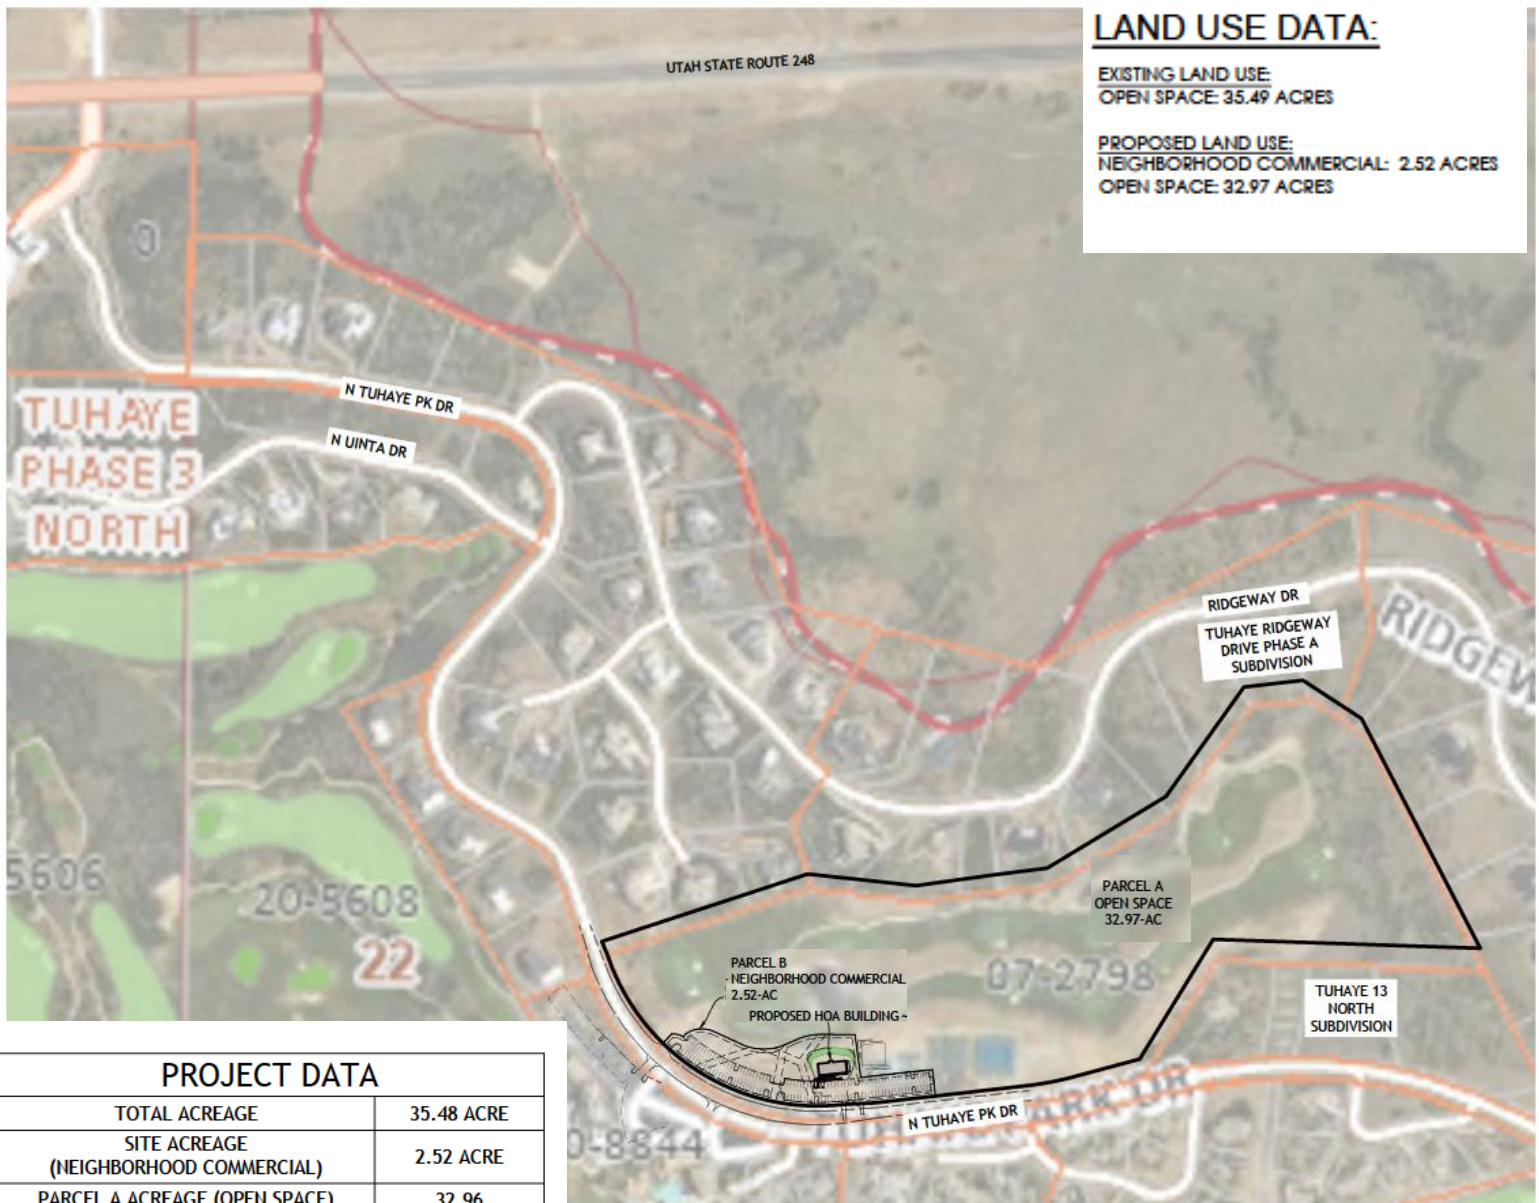 LAND USE DATA:
EXISTING LAND USE:
OPEN SPACE: 35.49 ACRES
PROPOSED LAND USE:
NEIGHBORHOOD COMMERCIAL: 2.52 ACRES
OPEN SPACE: 32.97 ACRES
UTAH STATE ROUTE 248
0
N TUHAYE PK DR
TUHAYE
PHASE 3
NORTH
N UINTA DR
RIDGEWAY DR
TUHAYE RIDGEWAY
DRIVE PHASE A
SUBDIVISION
RIDGEW
5606
20-5608
22
PARCEL A
OPEN SPACE
32.97-AC
PARCEL B
NEIGHBORHOOD COMMERCIAL
2.52-AC
PROPOSED HOA BUILDING
07-2798
TUHAYE 13
NORTH
SUBDIVISION
N TUHAYE PK DR
ARK DR
0-8844
PROJECT DATA
TOTAL ACREAGE 35.48 ACRE
SITE ACREAGE
(NEIGHBORHOOD COMMERCIAL) 2.52 ACRE
PARCEL A ACREAGE (OPEN SPACE) 32.96